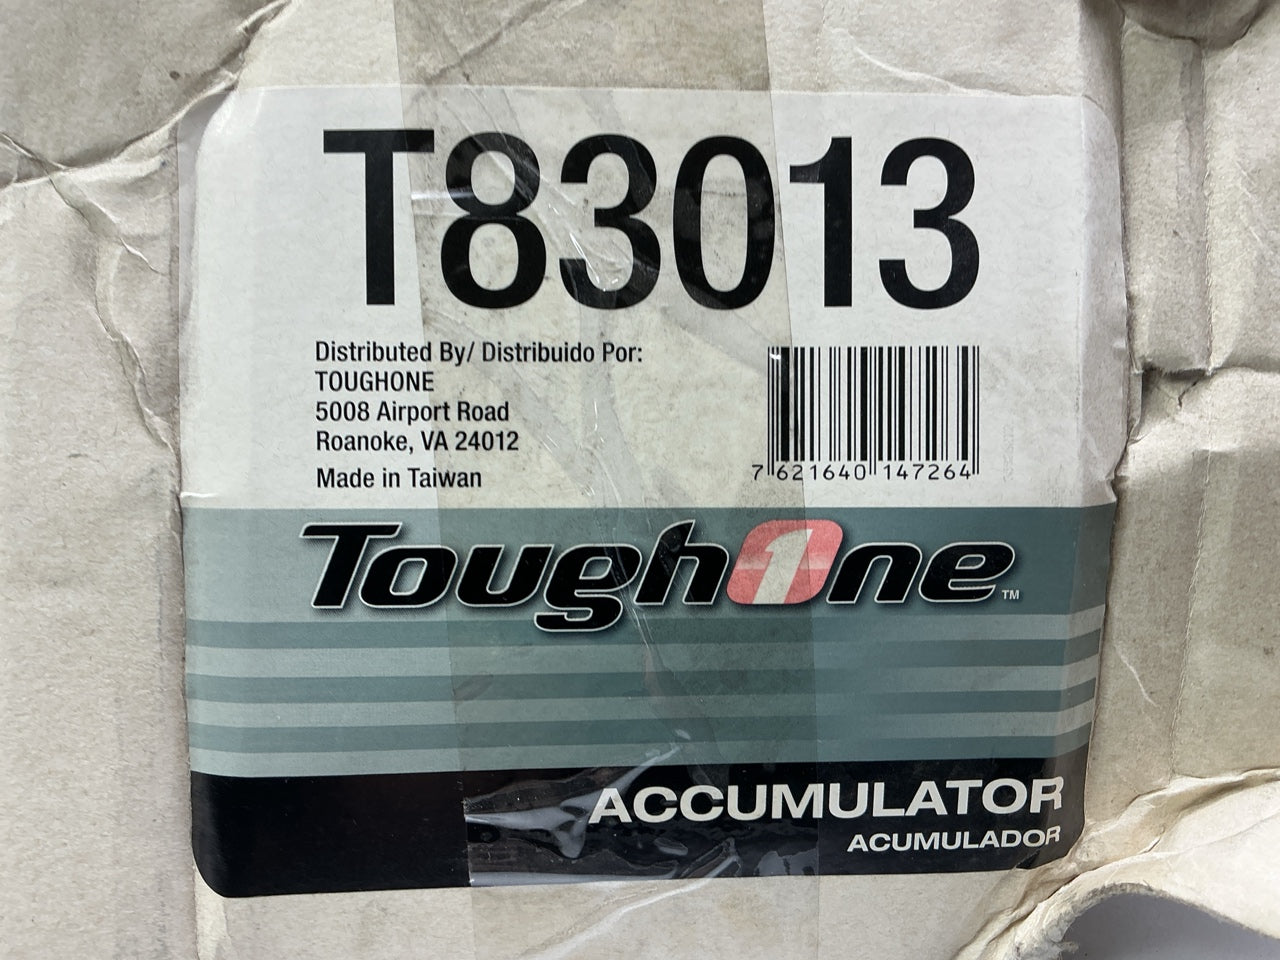 T83013
Distributed By/ Distribuido Por:
TOUGHONE
5008 Airport Road
Roanoke, VA 24012
Made in Taiwan
7 621640 147264
ToughOne™
ACCUMULATOR
ACUMULADOR